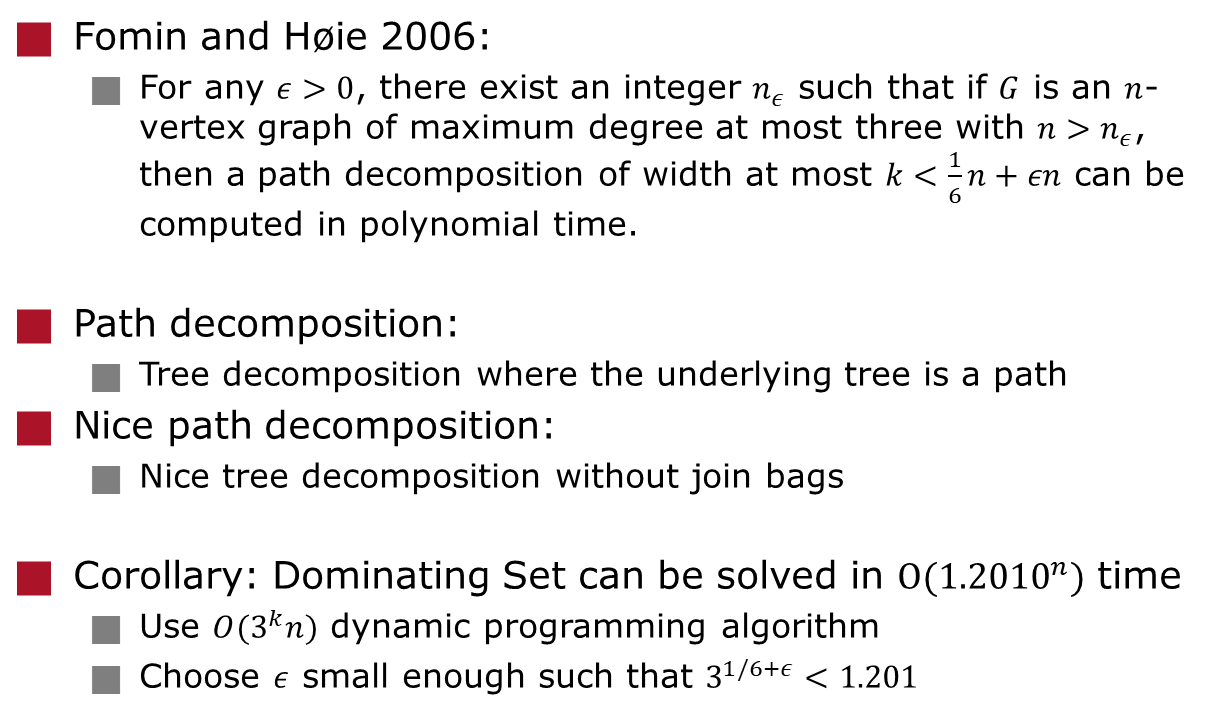 Fomin and Høie 2006:
For any ϵ > 0, there exist an integer nϵ such that if G is an n-
vertex graph of maximum degree at most three with n > nϵ,
then a path decomposition of width at most k < 1/6 n + ϵn can be
computed in polynomial time.
Path decomposition:
Tree decomposition where the underlying tree is a path
Nice path decomposition:
Nice tree decomposition without join bags
Corollary: Dominating Set can be solved in O(1.2010ⁿ) time
Use O(3ᵏn) dynamic programming algorithm
Choose ϵ small enough such that 3^{1/6+ϵ} < 1.201